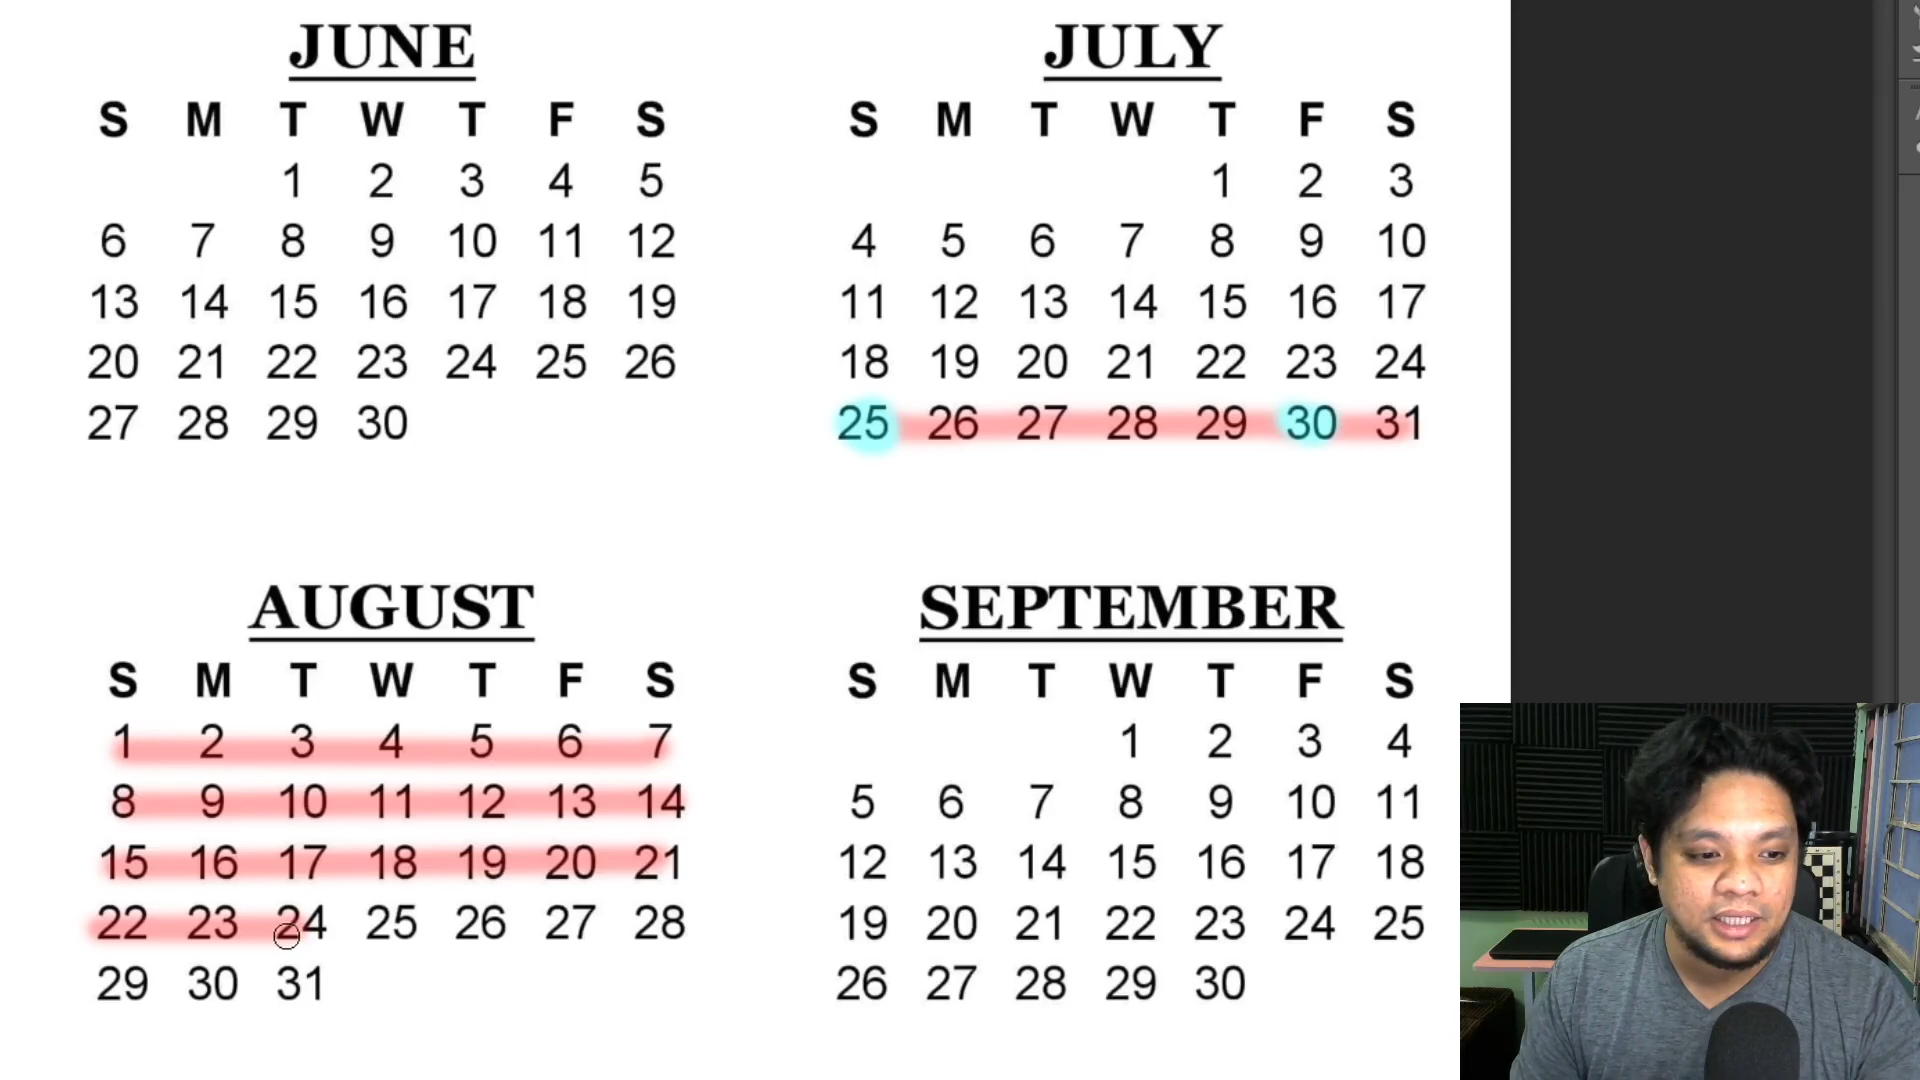 JUNE
S M T W T F S
1 2 3 4 5
6 7 8 9 10 11 12
13 14 15 16 17 18 19
20 21 22 23 24 25 26
27 28 29 30
JULY
S M T W T F S
1 2 3
4 5 6 7 8 9 10
11 12 13 14 15 16 17
18 19 20 21 22 23 24
25 26 27 28 29 30 31
AUGUST
S M T W T F S
1 2 3 4 5 6 7
8 9 10 11 12 13 14
15 16 17 18 19 20 21
22 23 24 25 26 27 28
29 30 31
SEPTEMBER
S M T W T F S
1 2 3 4
5 6 7 8 9 10 11
12 13 14 15 16 17 18
19 20 21 22 23 24 25
26 27 28 29 30